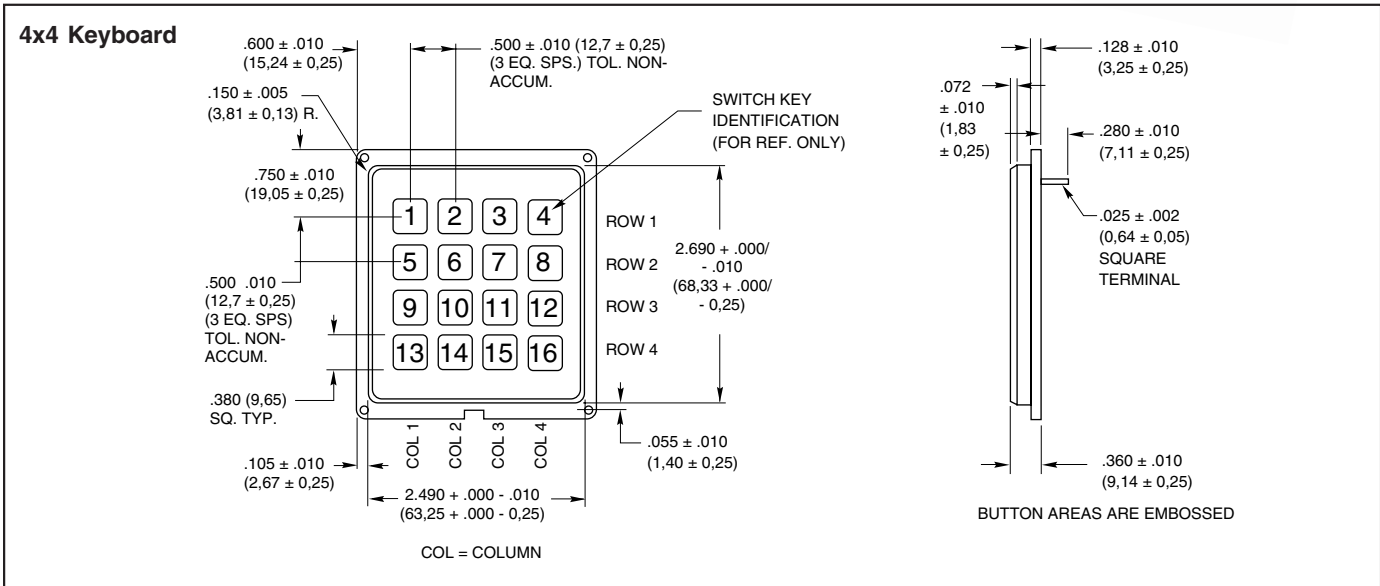 4x4 Keyboard
.600 ± .010
(15,24 ± 0,25)
.500 ± .010 (12,7 ± 0,25)
(3 EQ. SPS.) TOL. NON-
ACCUM.
.150 ± .005
(3,81 ± 0,13) R.
SWITCH KEY
IDENTIFICATION
(FOR REF. ONLY)
.750 ± .010
(19,05 ± 0,25)
1 2 3 4
ROW 1
5 6 7 8
ROW 2
9 10 11 12
ROW 3
13 14 15 16
ROW 4
2.690 + .000/
- .010
(68,33 + .000/
- 0,25)
.500 .010
(12,7 ± 0,25)
(3 EQ. SPS)
TOL. NON-
ACCUM.
.380 (9,65)
SQ. TYP.
COL 1
COL 2
COL 3
COL 4
.105 ± .010
(2,67 ± 0,25)
.055 ± .010
(1,40 ± 0,25)
2.490 + .000 - .010
(63,25 + .000 - 0,25)
COL = COLUMN
.128 ± .010
(3,25 ± 0,25)
.072
± .010
(1,83
± 0,25)
.280 ± .010
(7,11 ± 0,25)
.025 ± .002
(0,64 ± 0,05)
SQUARE
TERMINAL
.360 ± .010
(9,14 ± 0,25)
BUTTON AREAS ARE EMBOSSED